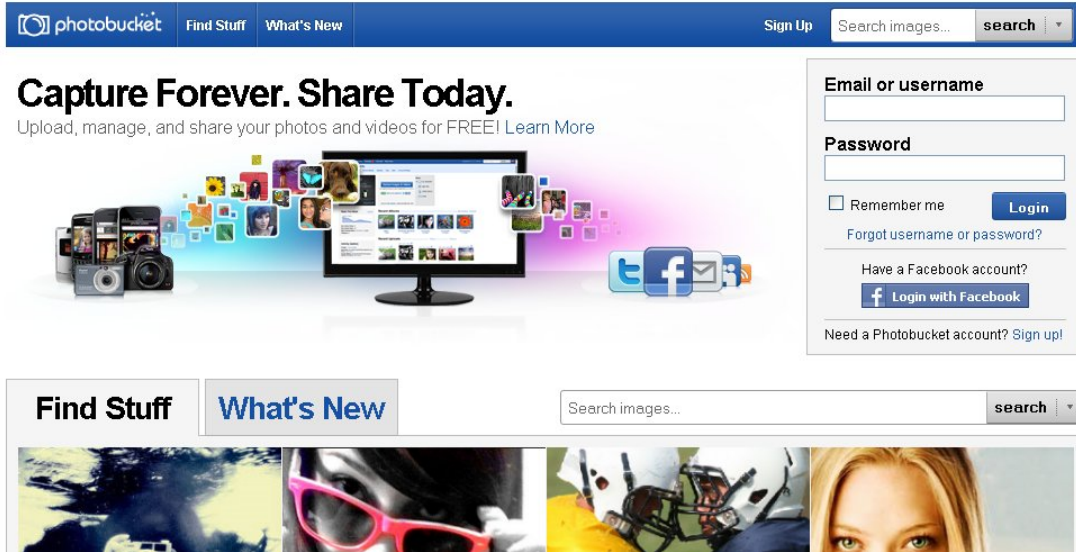 photobucket Find Stuff What's New Sign Up Search images... search
Capture Forever. Share Today.
Upload, manage, and share your photos and videos for FREE! Learn More
Email or username
Password
Remember me Login
Forgot username or password?
Have a Facebook account?
f Login with Facebook
Need a Photobucket account? Sign up!
Find Stuff What's New Search images... search